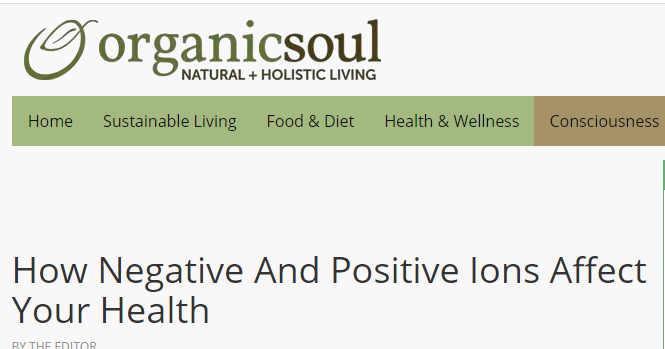 organicsoul
NATURAL + HOLISTIC LIVING
Home Sustainable Living Food & Diet Health & Wellness Consciousness
How Negative And Positive Ions Affect
Your Health
BY THE EDITOR